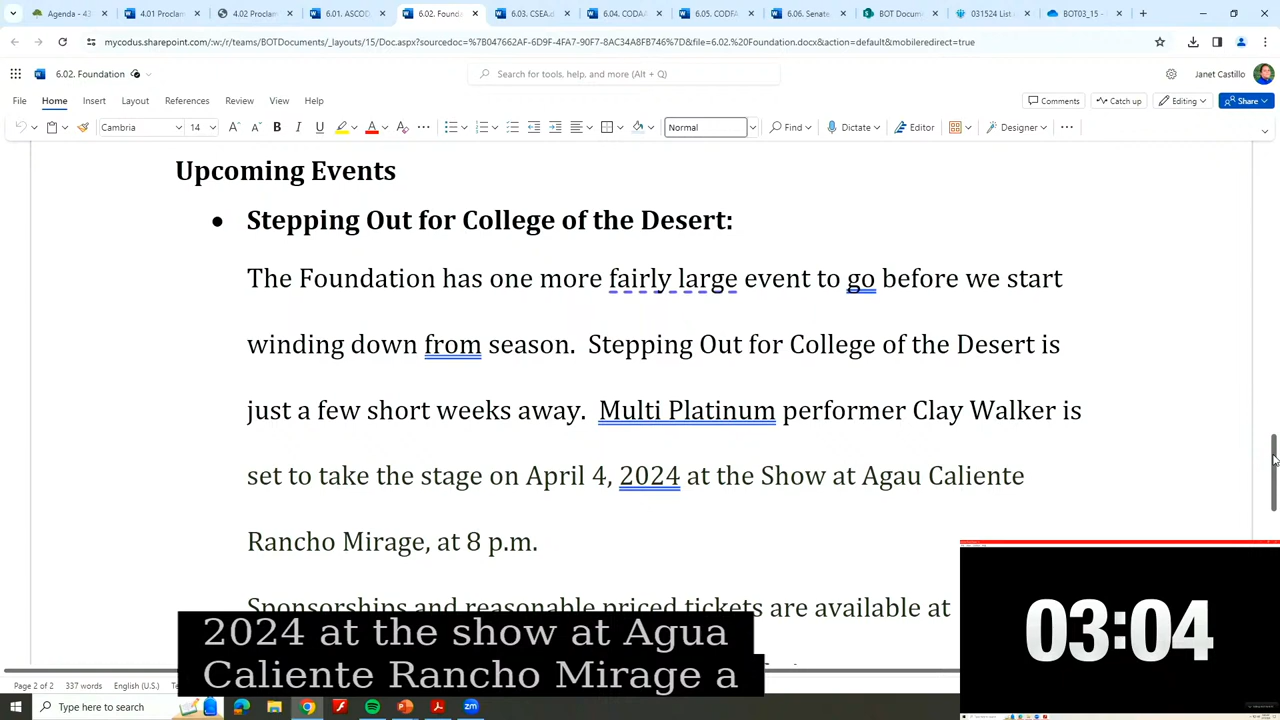 Agenda - 43
4.01 Proclam
4.02 Proclam
6.01. ASCOD
6.02. Founda
6.03. CSEA.d
6.04. CODAA
6.05. CODFA
6.06. Senate
BOT Docume
031524 List.
BOT03_15 -
mycodus.sharepoint.com/:w:/r/teams/BOTDocuments/_layouts/15/Doc.aspx?sourcedoc=%7B047662AF-6D9F-4FA7-90F7-8AC34A8FB746%7D&file=6.02.%20Foundation.docx&action=default&mobileredirect=true
6.02. Foundation
Search for tools, help, and more (Alt + Q)
Janet Castillo
File Home Insert Layout References Review View Help
Comments Catch up Editing Share
Cambria 14 B I U A Normal Find Dictate Editor Designer
Upcoming Events
• Stepping Out for College of the Desert:
The Foundation has one more fairly large event to go before we start
winding down from season. Stepping Out for College of the Desert is
just a few short weeks away. Multi Platinum performer Clay Walker is
set to take the stage on April 4, 2024 at the Show at Agau Caliente
Rancho Mirage, at 8 p.m.
Sponsorships and reasonable priced tickets are available at
2024 at the show at Agua
Caliente Rancho Mirage a
03:04
Page 2 of 2 337 words English (U.S.)
Type here to search